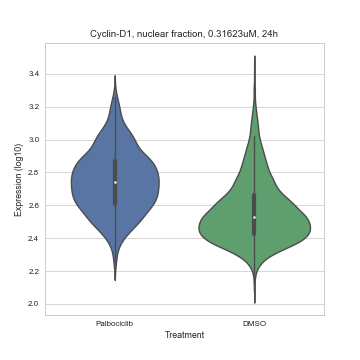 Cyclin-D1, nuclear fraction, 0.31623uM, 24h
3.4
3.2
3.0
2.8
2.6
2.4
2.2
2.0
Expression (log10)
Palbociclib
DMSO
Treatment